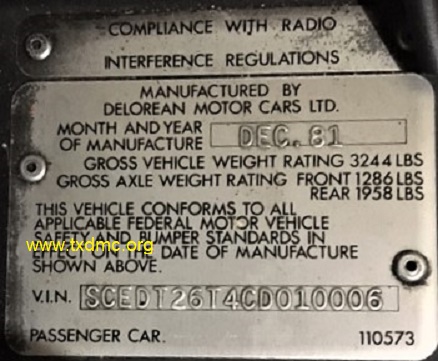 COMPLIANCE WITH RADIO
INTERFERENCE REGULATIONS
MANUFACTURED BY
DELOREAN MOTOR CARS LTD.
MONTH AND YEAR
OF MANUFACTURE DEC. 81
GROSS VEHICLE WEIGHT RATING 3244 LBS
GROSS AXLE WEIGHT RATING FRONT 1286 LBS
REAR 1958 LBS
THIS VEHICLE CONFORMS TO ALL
APPLICABLE FEDERAL MOTOR VEHICLE
SAFETY AND BUMPER STANDARDS IN
www.txdmc.org
EFFECT ON THE DATE OF MANUFACTURE
SHOWN ABOVE.
V.I.N. SCEDT26T4CD010006
PASSENGER CAR. 110573